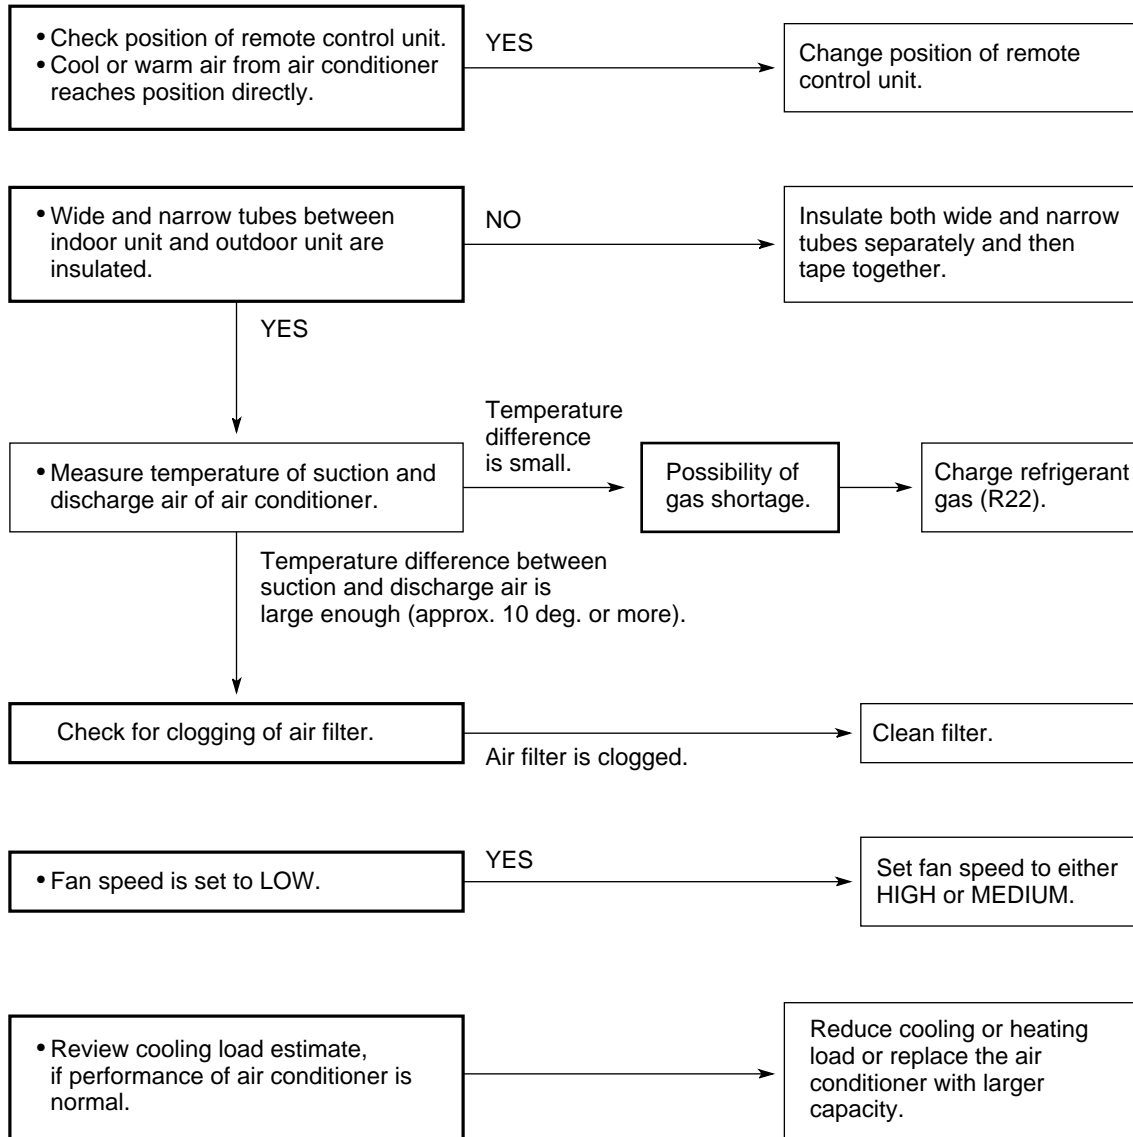 • Check position of remote control unit.
• Cool or warm air from air conditioner
reaches position directly.
YES
Change position of remote
control unit.
• Wide and narrow tubes between
indoor unit and outdoor unit are
insulated.
NO
Insulate both wide and narrow
tubes separately and then
tape together.
YES
• Measure temperature of suction and
discharge air of air conditioner.
Temperature
difference
is small.
Possibility of
gas shortage.
Charge refrigerant
gas (R22).
Temperature difference between
suction and discharge air is
large enough (approx. 10 deg. or more).
Check for clogging of air filter.
Air filter is clogged.
Clean filter.
• Fan speed is set to LOW.
YES
Set fan speed to either
HIGH or MEDIUM.
• Review cooling load estimate,
if performance of air conditioner is
normal.
Reduce cooling or heating
load or replace the air
conditioner with larger
capacity.